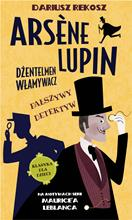 DARIUSZ REKOSZ
ARSÈNE
LUPIN
DŻENTELMEN
WŁAMYWACZ
FAŁSZYWY
DETEKTYW
KLASYKA
DLA
DZIECI
NA MOTYWACH SERII
MAURICE'A
LEBLANCA